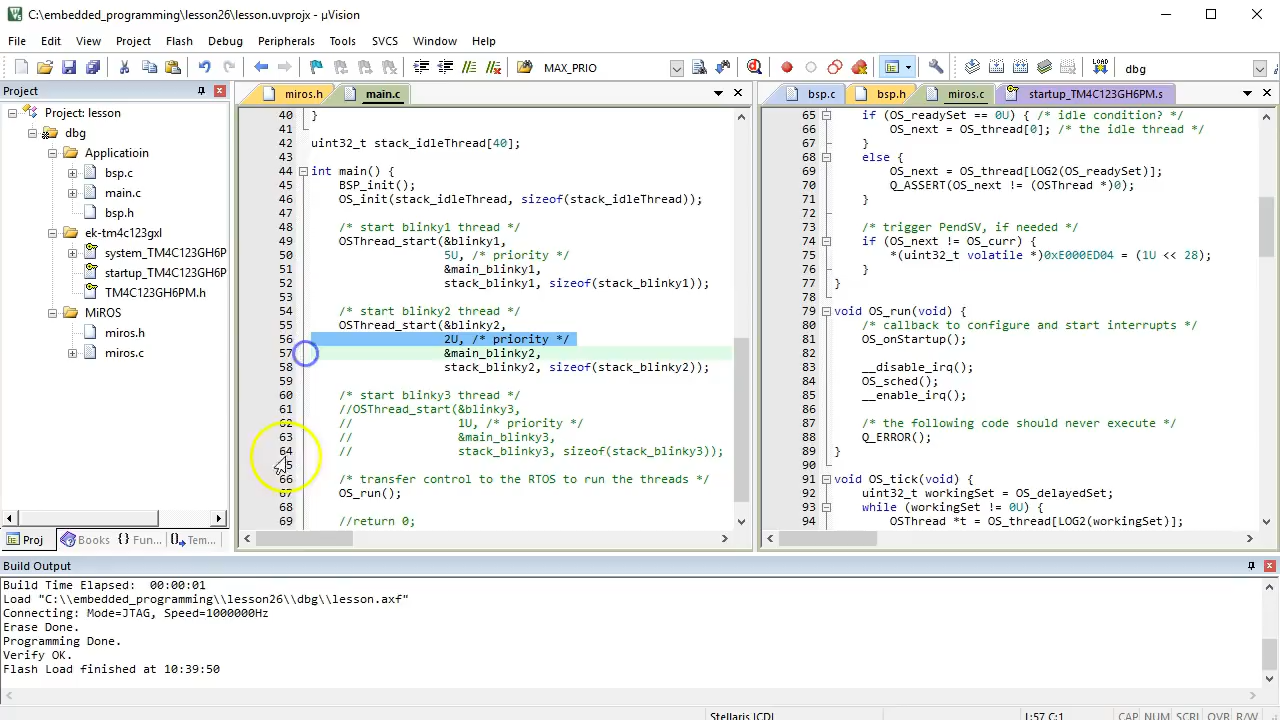 C:\embedded_programming\lesson26\lesson.uvprojx - µVision
File Edit View Project Flash Debug Peripherals Tools SVCS Window Help
MAX_PRIO
LOAD
dbg
Project
Project: lesson
dbg
Applicatioin
bsp.c
main.c
bsp.h
ek-tm4c123gxl
system_TM4C123GH6P
startup_TM4C123GH6P
TM4C123GH6PM.h
MiROS
miros.h
miros.c
Proj Books {} Fun... Tem...
miros.h main.c
40 }
41
42 uint32_t stack_idleThread[40];
43
44 int main() {
45 BSP_init();
46 OS_init(stack_idleThread, sizeof(stack_idleThread));
47
48 /* start blinky1 thread */
49 OSThread_start(&blinky1,
50 5U, /* priority */
51 &main_blinky1,
52 stack_blinky1, sizeof(stack_blinky1));
53
54 /* start blinky2 thread */
55 OSThread_start(&blinky2,
56 2U, /* priority */
57 &main_blinky2,
58 stack_blinky2, sizeof(stack_blinky2));
59
60 /* start blinky3 thread */
61 //OSThread_start(&blinky3,
62 // 1U, /* priority */
63 // &main_blinky3,
64 // stack_blinky3, sizeof(stack_blinky3));
65
66 /* transfer control to the RTOS to run the threads */
67 OS_run();
68
69 //return 0;
bsp.c bsp.h miros.c startup_TM4C123GH6PM.s
65 if (OS_readySet == 0U) { /* idle condition? */
66 OS_next = OS_thread[0]; /* the idle thread */
67 }
68 else {
69 OS_next = OS_thread[LOG2(OS_readySet)];
70 Q_ASSERT(OS_next != (OSThread *)0);
71 }
72
73 /* trigger PendSV, if needed */
74 if (OS_next != OS_curr) {
75 *(uint32_t volatile *)0xE000ED04 = (1U << 28);
76 }
77 }
78
79 void OS_run(void) {
80 /* callback to configure and start interrupts */
81 OS_onStartup();
82
83 __disable_irq();
84 OS_sched();
85 __enable_irq();
86
87 /* the following code should never execute */
88 Q_ERROR();
89 }
90
91 void OS_tick(void) {
92 uint32_t workingSet = OS_delayedSet;
93 while (workingSet != 0U) {
94 OSThread *t = OS_thread[LOG2(workingSet)];
Build Output
Build Time Elapsed: 00:00:01
Load "C:\\embedded_programming\\lesson26\\dbg\\lesson.axf"
Connecting: Mode=JTAG, Speed=1000000Hz
Erase Done.
Programming Done.
Verify OK.
Flash Load finished at 10:39:50
Stellaris ICDI L:57 C:1 CAP NUM SCRL OVR R/W